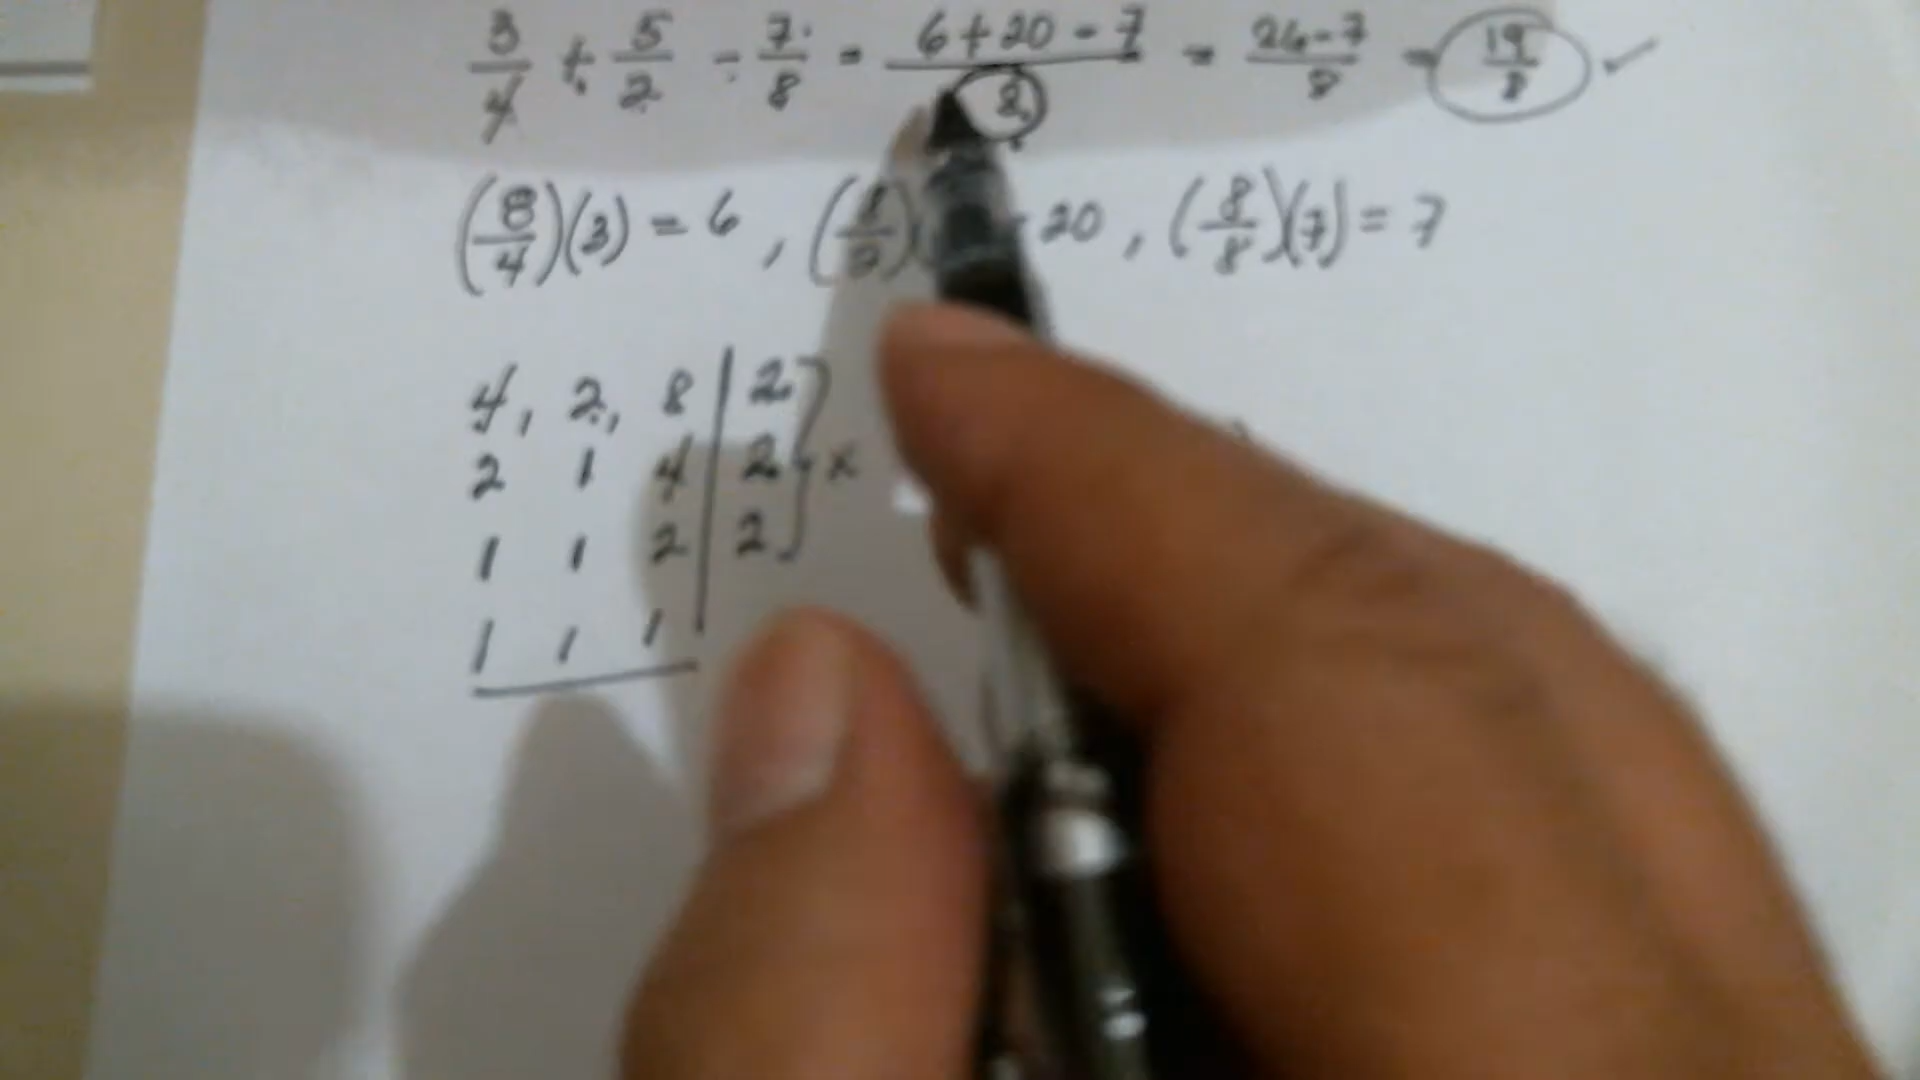 3/4 + 5/2 - 7/8 = (6+20-7)/8 = (26-7)/8 = 19/8 ✓
(8/4)(3) = 6 , (8/2) = 20 , (8/8)(7) = 7
4, 2, 8 | 2
2 1 4 | 2 } x
1 1 2 | 2
1 1 1